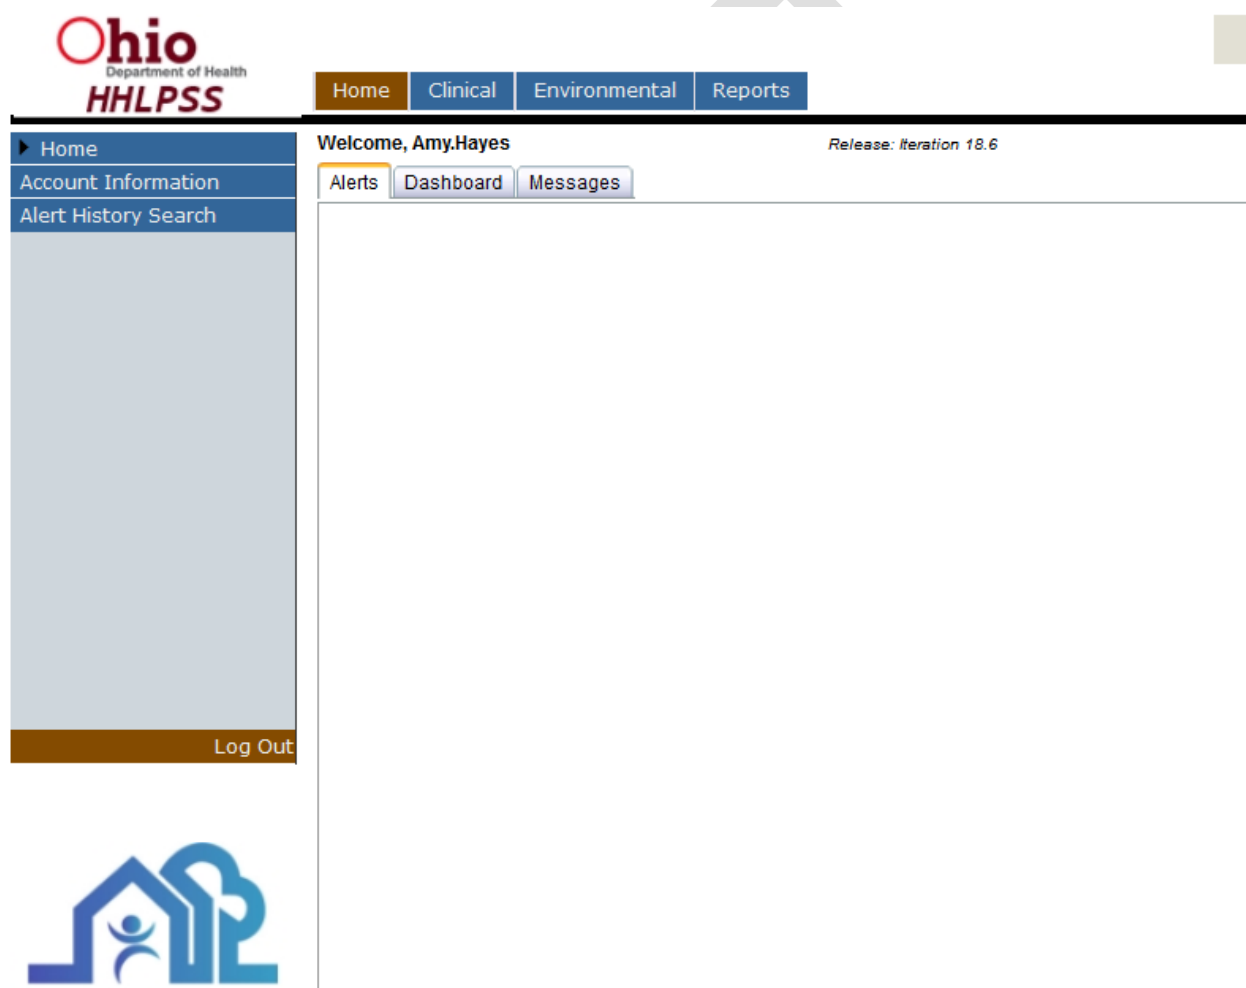 Ohio
Department of Health
HHLPSS
Home Clinical Environmental Reports
Home
Account Information
Alert History Search
Log Out
Welcome, Amy.Hayes
Release: Iteration 18.6
Alerts Dashboard Messages